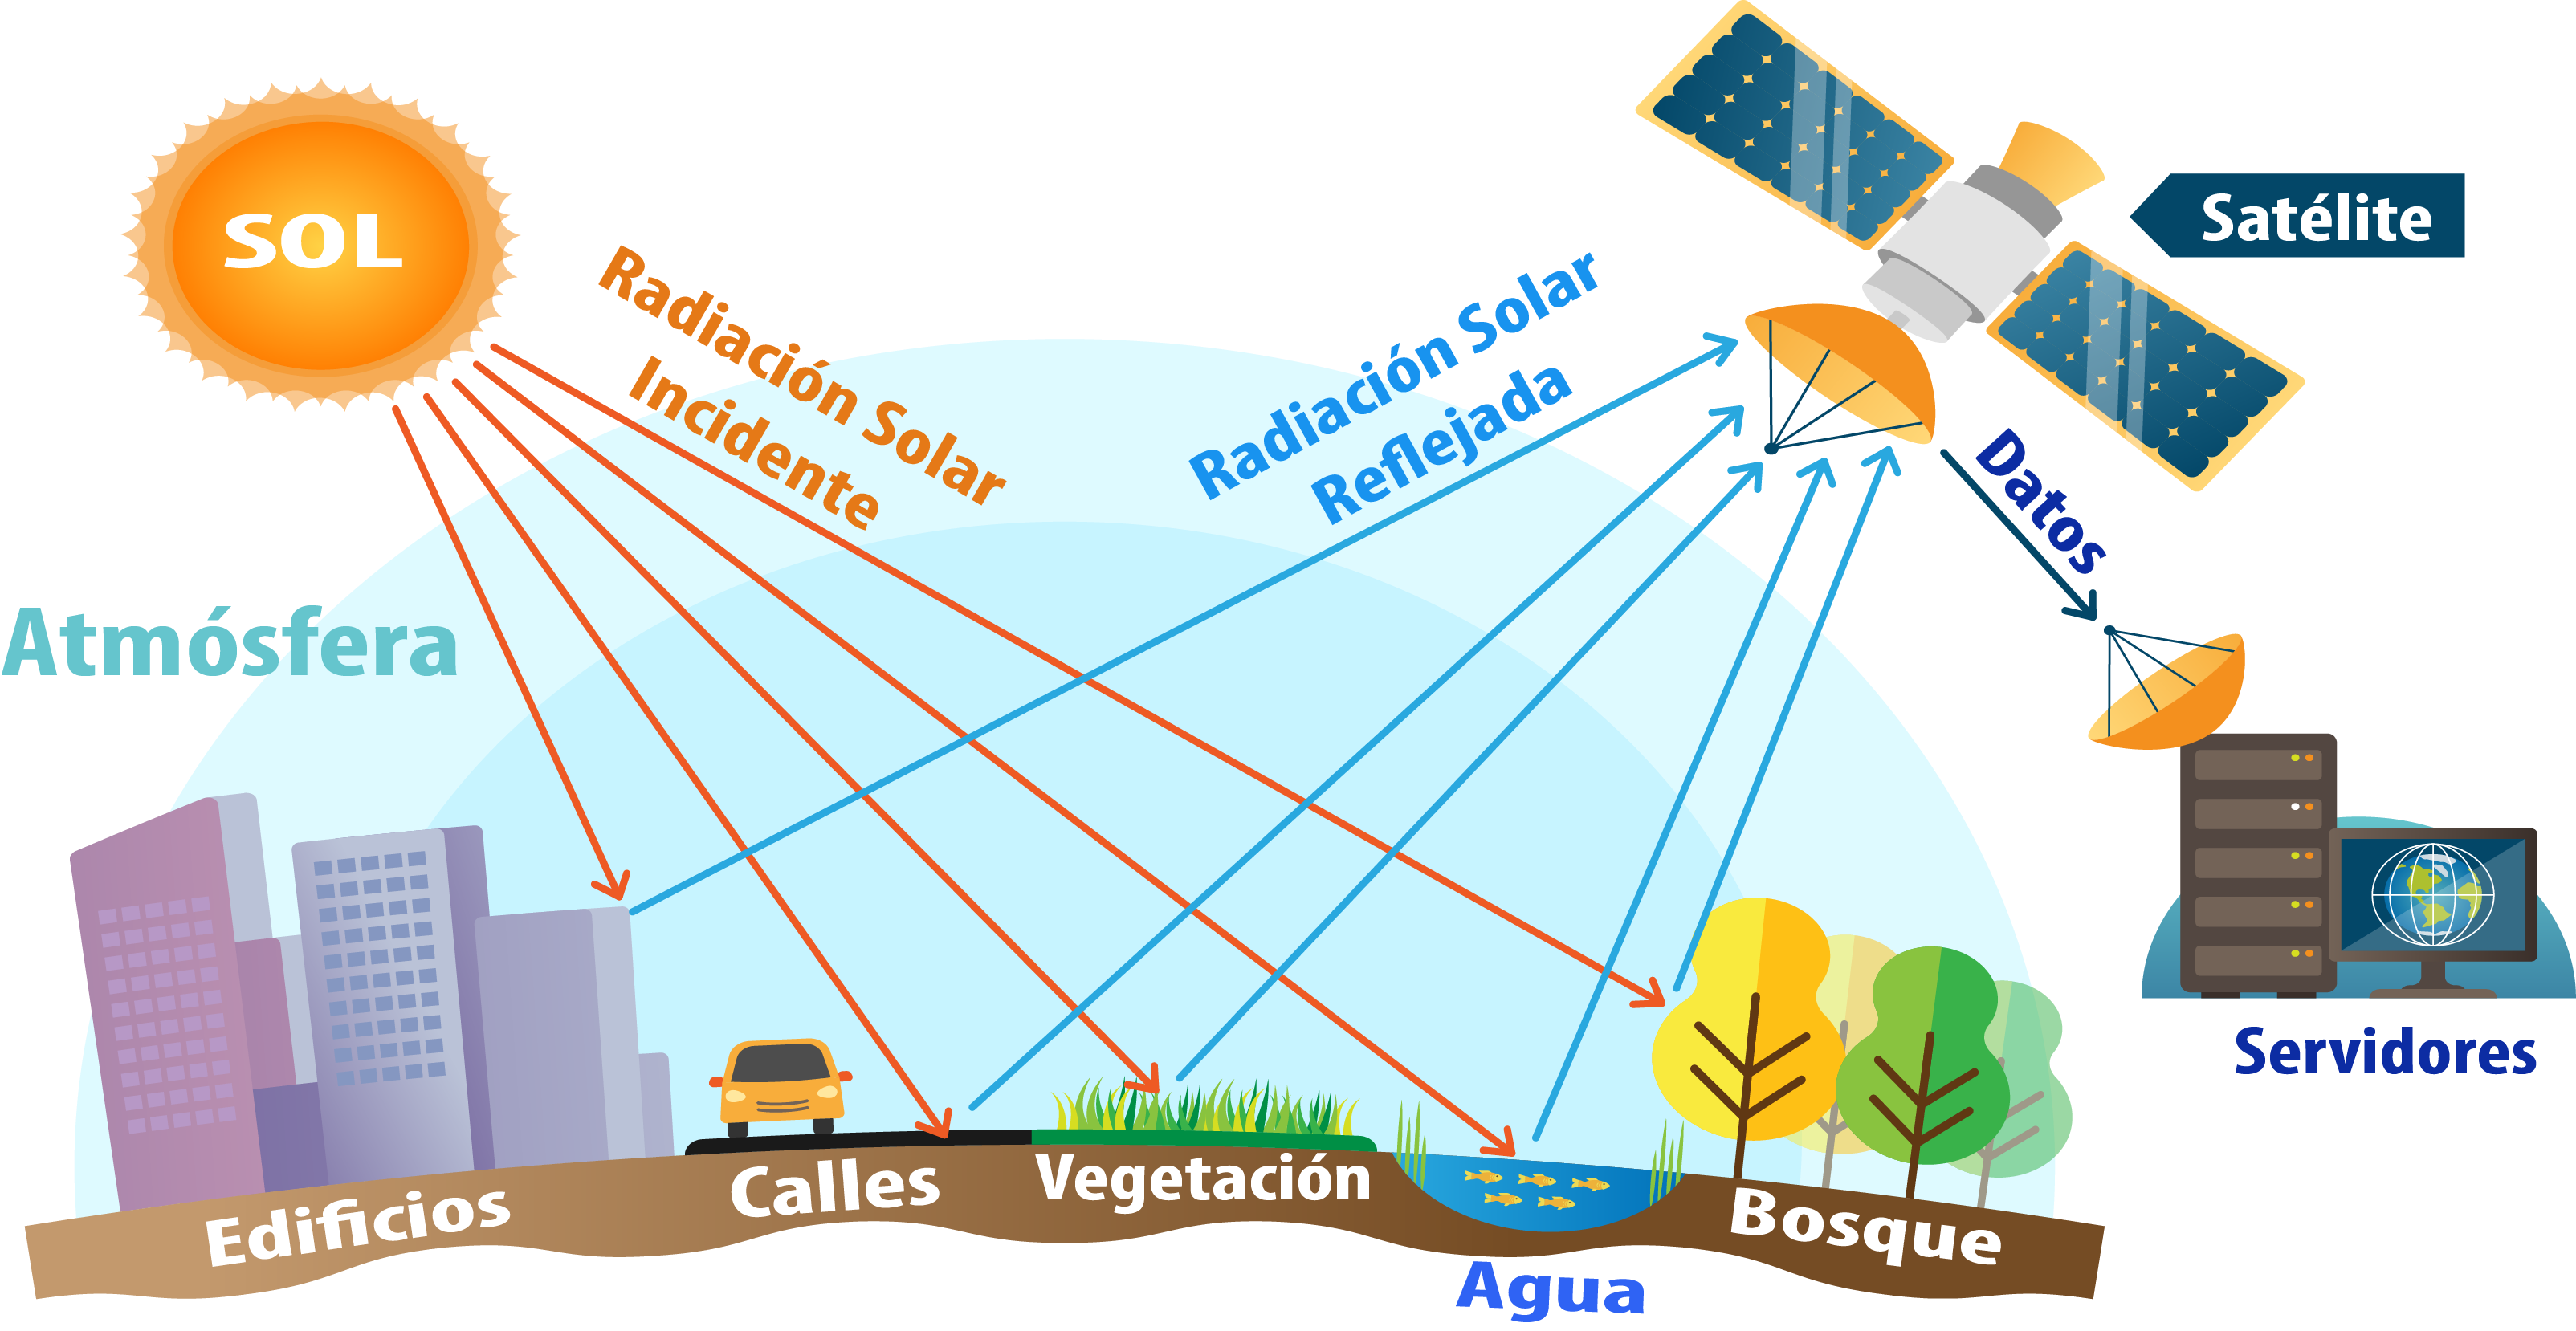 SOL
Satélite
Radiación Solar
Incidente
Radiación Solar
Reflejada
Datos
Atmósfera
Servidores
Edificios
Calles
Vegetación
Agua
Bosque